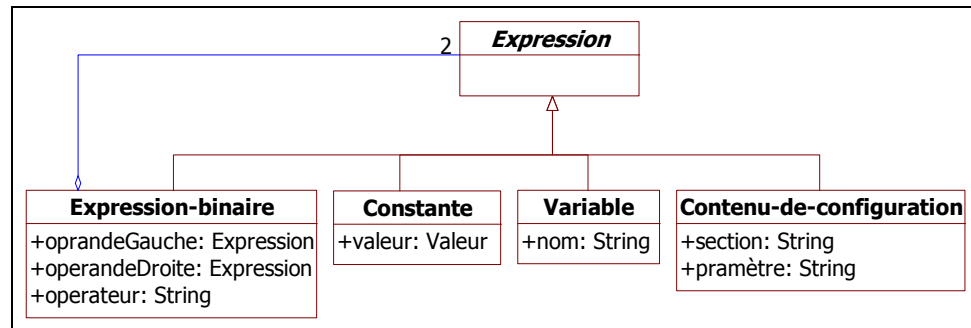 Expression
2
Expression-binaire
+oprandeGauche: Expression
+operandeDroite: Expression
+operateur: String
Constante
+valeur: Valeur
Variable
+nom: String
Contenu-de-configuration
+section: String
+pramètre: String